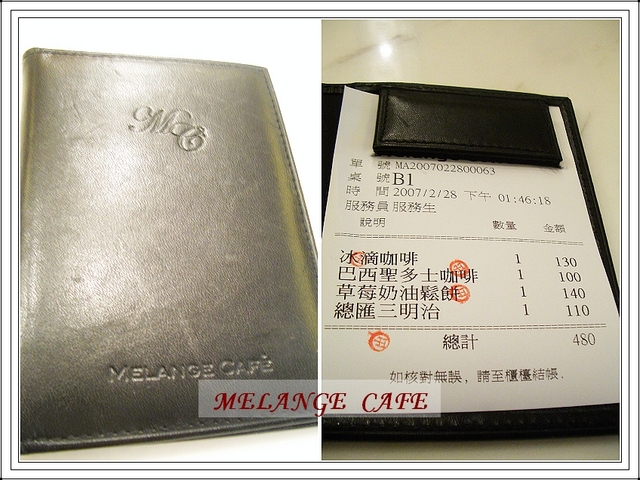 MC
MELANGE CAFÈ
MELANGE CAFE
單 號 MA2007022800063
桌 號 B1
時 間 2007/2/28 下午 01:46:18
服務員 服務生
說明 數量 金額
冰滴咖啡 1 130
巴西聖多士咖啡 1 100
草莓奶油鬆餅 1 140
總匯三明治 1 110
總計 480
如核對無誤，請至櫃檯結帳.